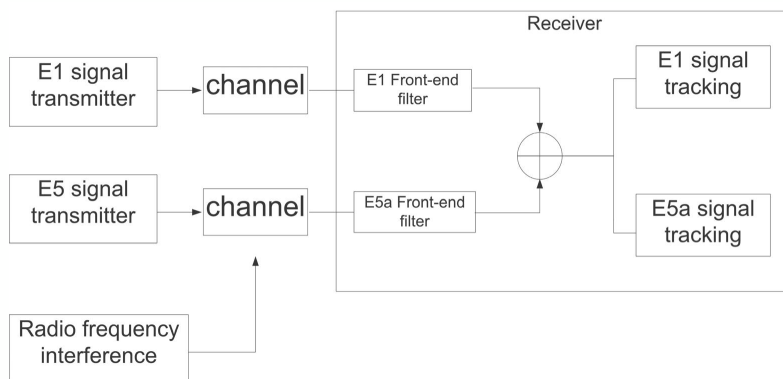 Receiver
E1 signal
transmitter
channel
E1 Front-end
filter
E1 signal
tracking
E5 signal
transmitter
channel
E5a Front-end
filter
E5a signal
tracking
Radio frequency
interference